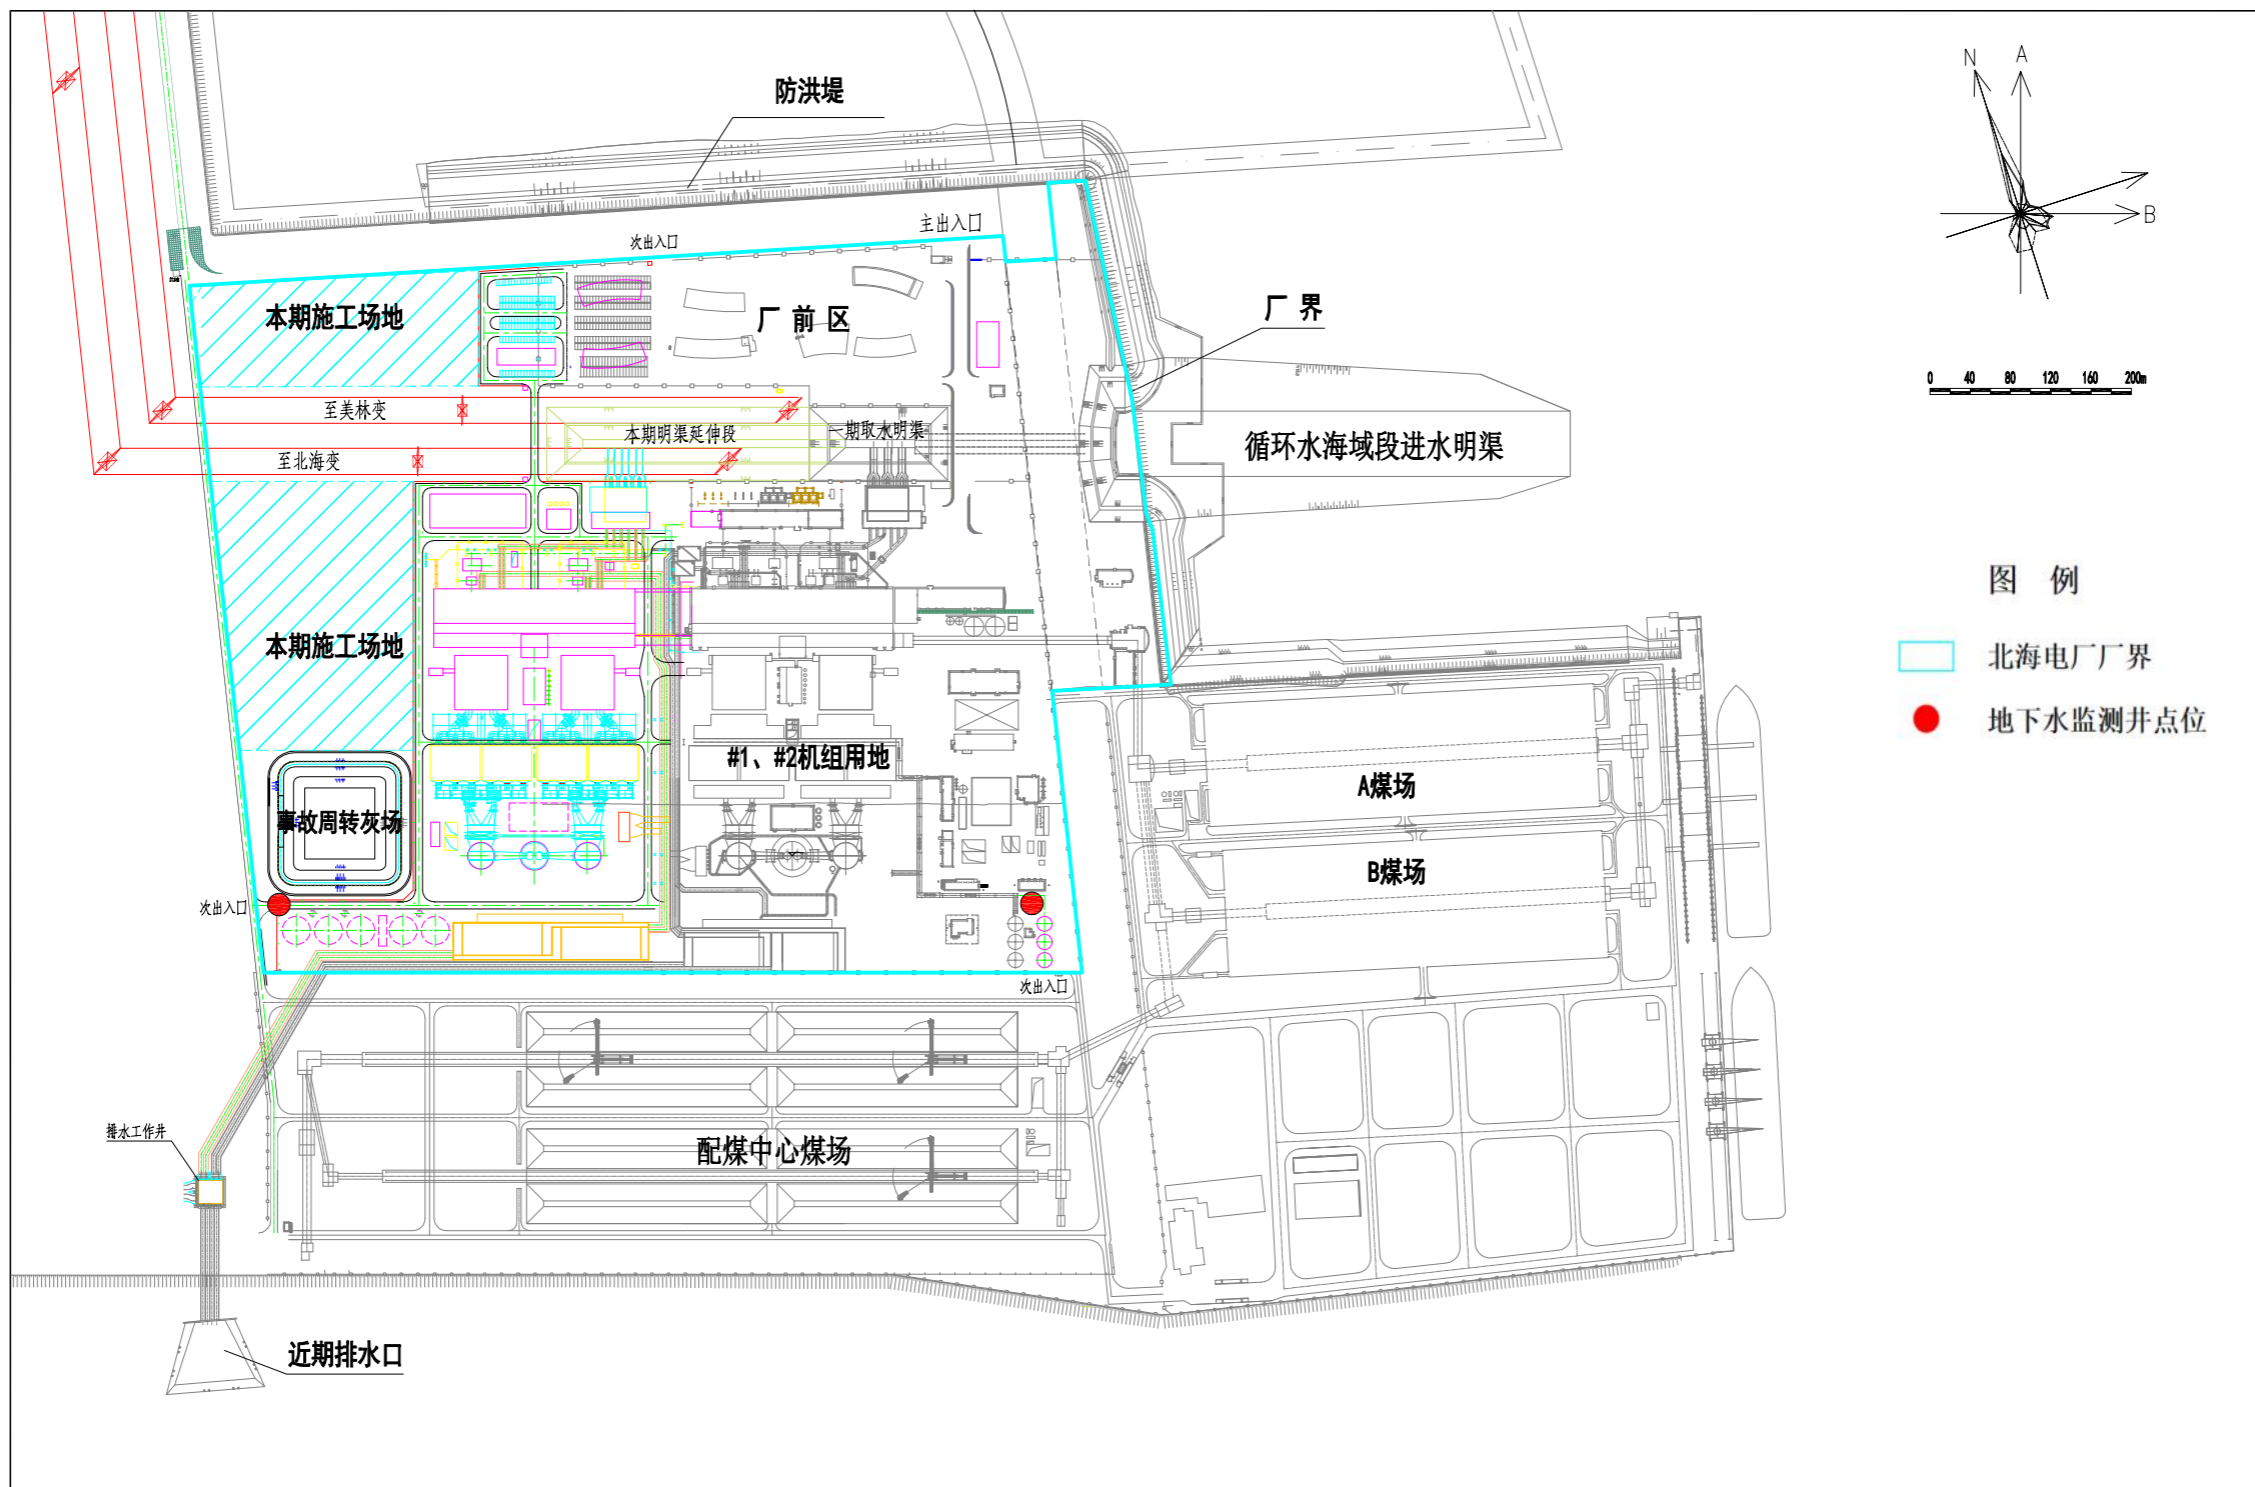 防洪堤
N
A
B
主出入口
次出入口
本期施工场地
厂前区
厂界
0 40 80 120 160 200m
至美林变
本期明渠延伸段
一期取水明渠
循环水海域段进水明渠
至北海变
图例
北海电厂厂界
地下水监测井点位
本期施工场地
#1、#2机组用地
A煤场
事故周转灰场
B煤场
次出入口
次出入口
排水工作井
配煤中心煤场
近期排水口